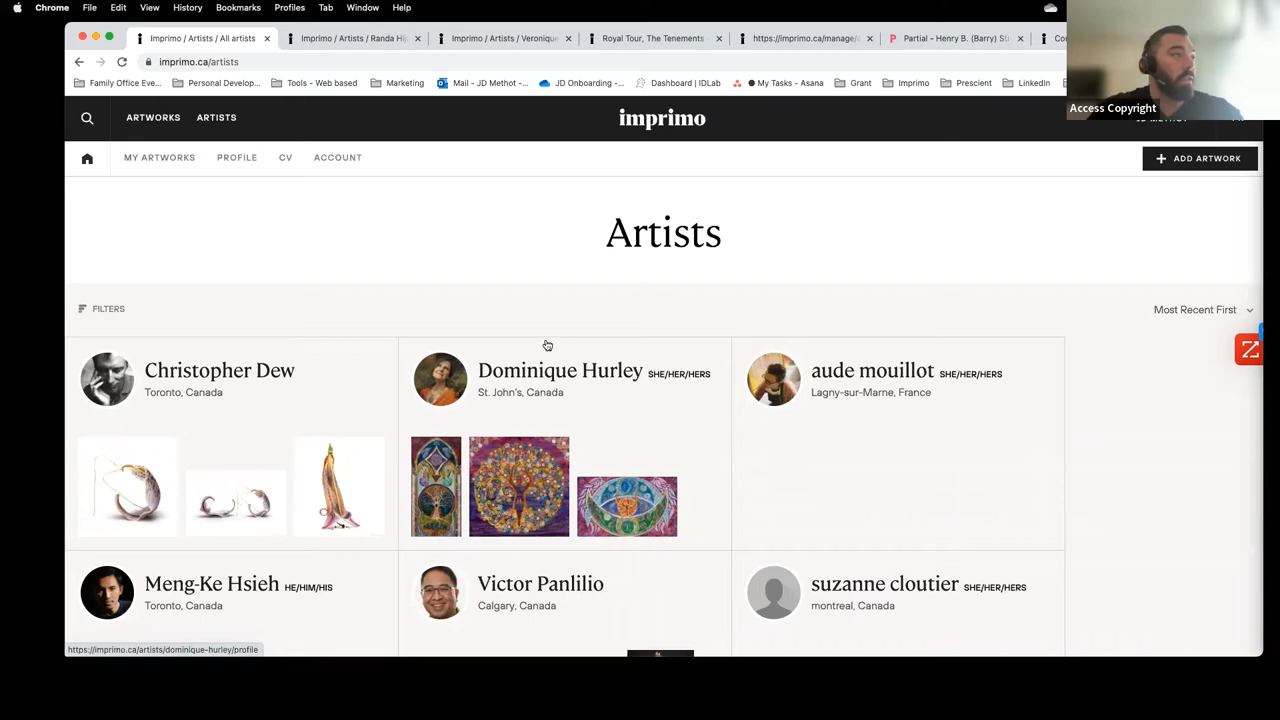 Chrome File Edit View History Bookmarks Profiles Tab Window Help
Imprimo / Artists / All artists Imprimo / Artists / Randa Hij Imprimo / Artists / Veronique Royal Tour, The Tenements - https://imprimo.ca/manage/ Partial - Henry B. (Barry) St Co
imprimo.ca/artists
Family Office Eve... Personal Develop... Tools - Web based Marketing Mail - JD Methot -... JD Onboarding -... Dashboard | IDLab My Tasks - Asana Grant Imprimo Prescient LinkedIn
Access Copyright
ARTWORKS ARTISTS imprimo JD METHOT
MY ARTWORKS PROFILE CV ACCOUNT ADD ARTWORK
Artists
FILTERS Most Recent First
Christopher Dew
Toronto, Canada
Dominique Hurley SHE/HER/HERS
St. John's, Canada
aude mouillot SHE/HER/HERS
Lagny-sur-Marne, France
Meng-Ke Hsieh HE/HIM/HIS
Toronto, Canada
Victor Panlilio
Calgary, Canada
suzanne cloutier SHE/HER/HERS
montreal, Canada
https://imprimo.ca/artists/dominique-hurley/profile